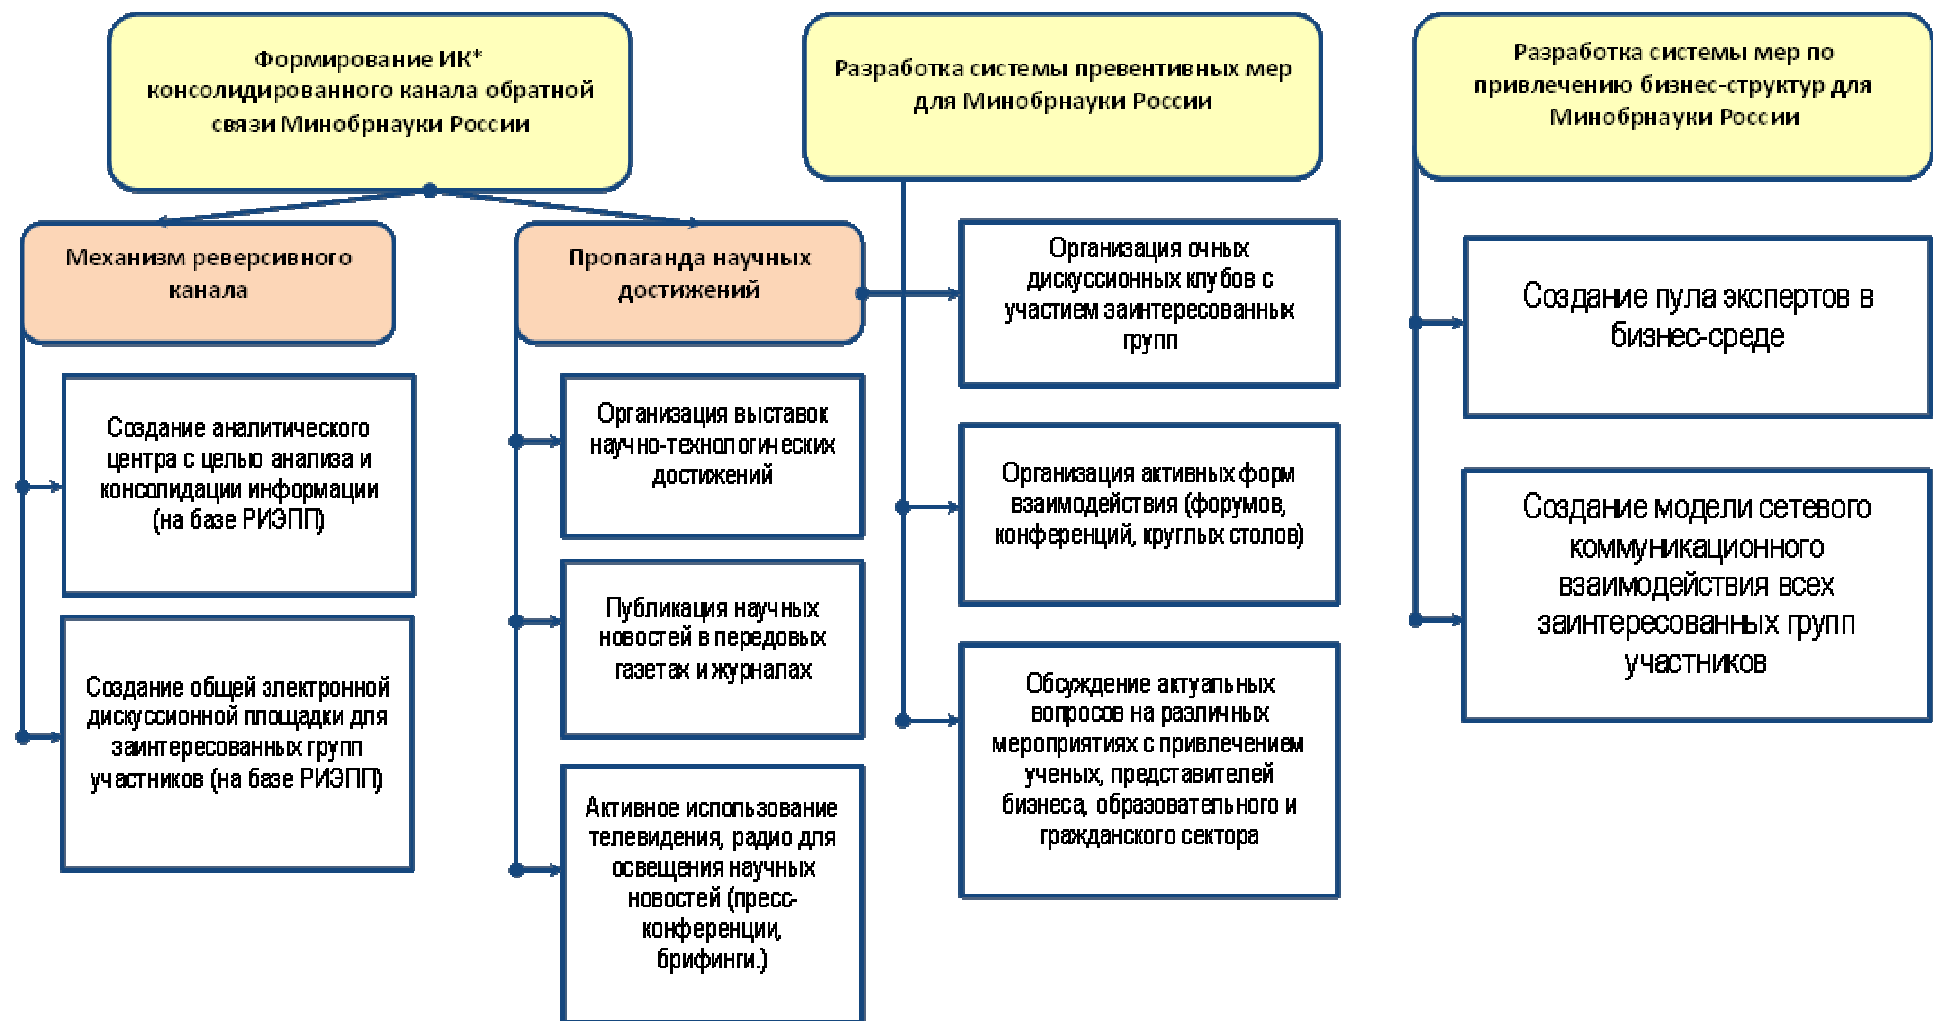 Формирование ИК*
консолидированного канала обратной
связи Минобрнауки России
Разработка системы превентивных мер
для Минобрнауки России
Разработка системы мер по
привлечению бизнес-структур для
Минобрнауки России
Механизм реверсивного
канала
Пропаганда научных
достижений
Создание аналитического
центра с целью анализа и
консолидации информации
(на базе РИЭПП)
Создание общей электронной
дискуссионной площадки для
заинтересованных групп
участников (на базе РИЭПП)
Организация выставок
научно-технологических
достижений
Публикация научных
новостей в передовых
газетах и журналах
Активное использование
телевидения, радио для
освещения научных
новостей (пресс-
конференции,
брифинги.)
Организация очных
дискуссионных клубов с
участием заинтересованных
групп
Организация активных форм
взаимодействия (форумов,
конференций, круглых столов)
Обсуждение актуальных
вопросов на различных
мероприятиях с привлечением
ученых, представителей
бизнеса, образовательного и
гражданского сектора
Создание пула экспертов в
бизнес-среде
Создание модели сетевого
коммуникационного
взаимодействия всех
заинтересованных групп
участников